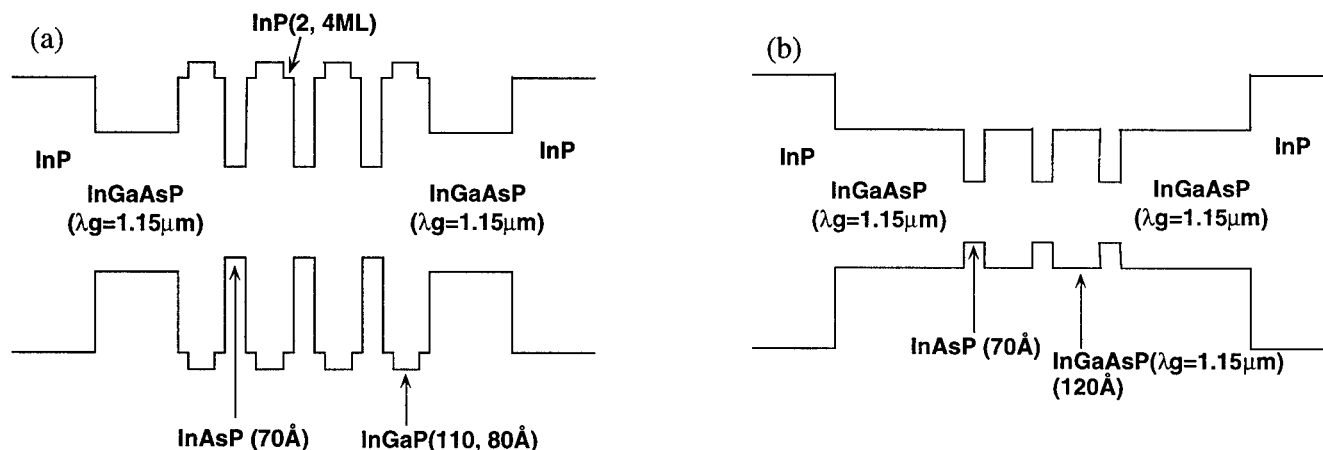 (a)
InP(2, 4ML)
InP
InP
InGaAsP
(λg=1.15μm)
InGaAsP
(λg=1.15μm)
InAsP (70Å)
InGaP(110, 80Å)
(b)
InP
InP
InGaAsP
(λg=1.15μm)
InGaAsP
(λg=1.15μm)
InAsP (70Å)
InGaAsP(λg=1.15μm)
(120Å)